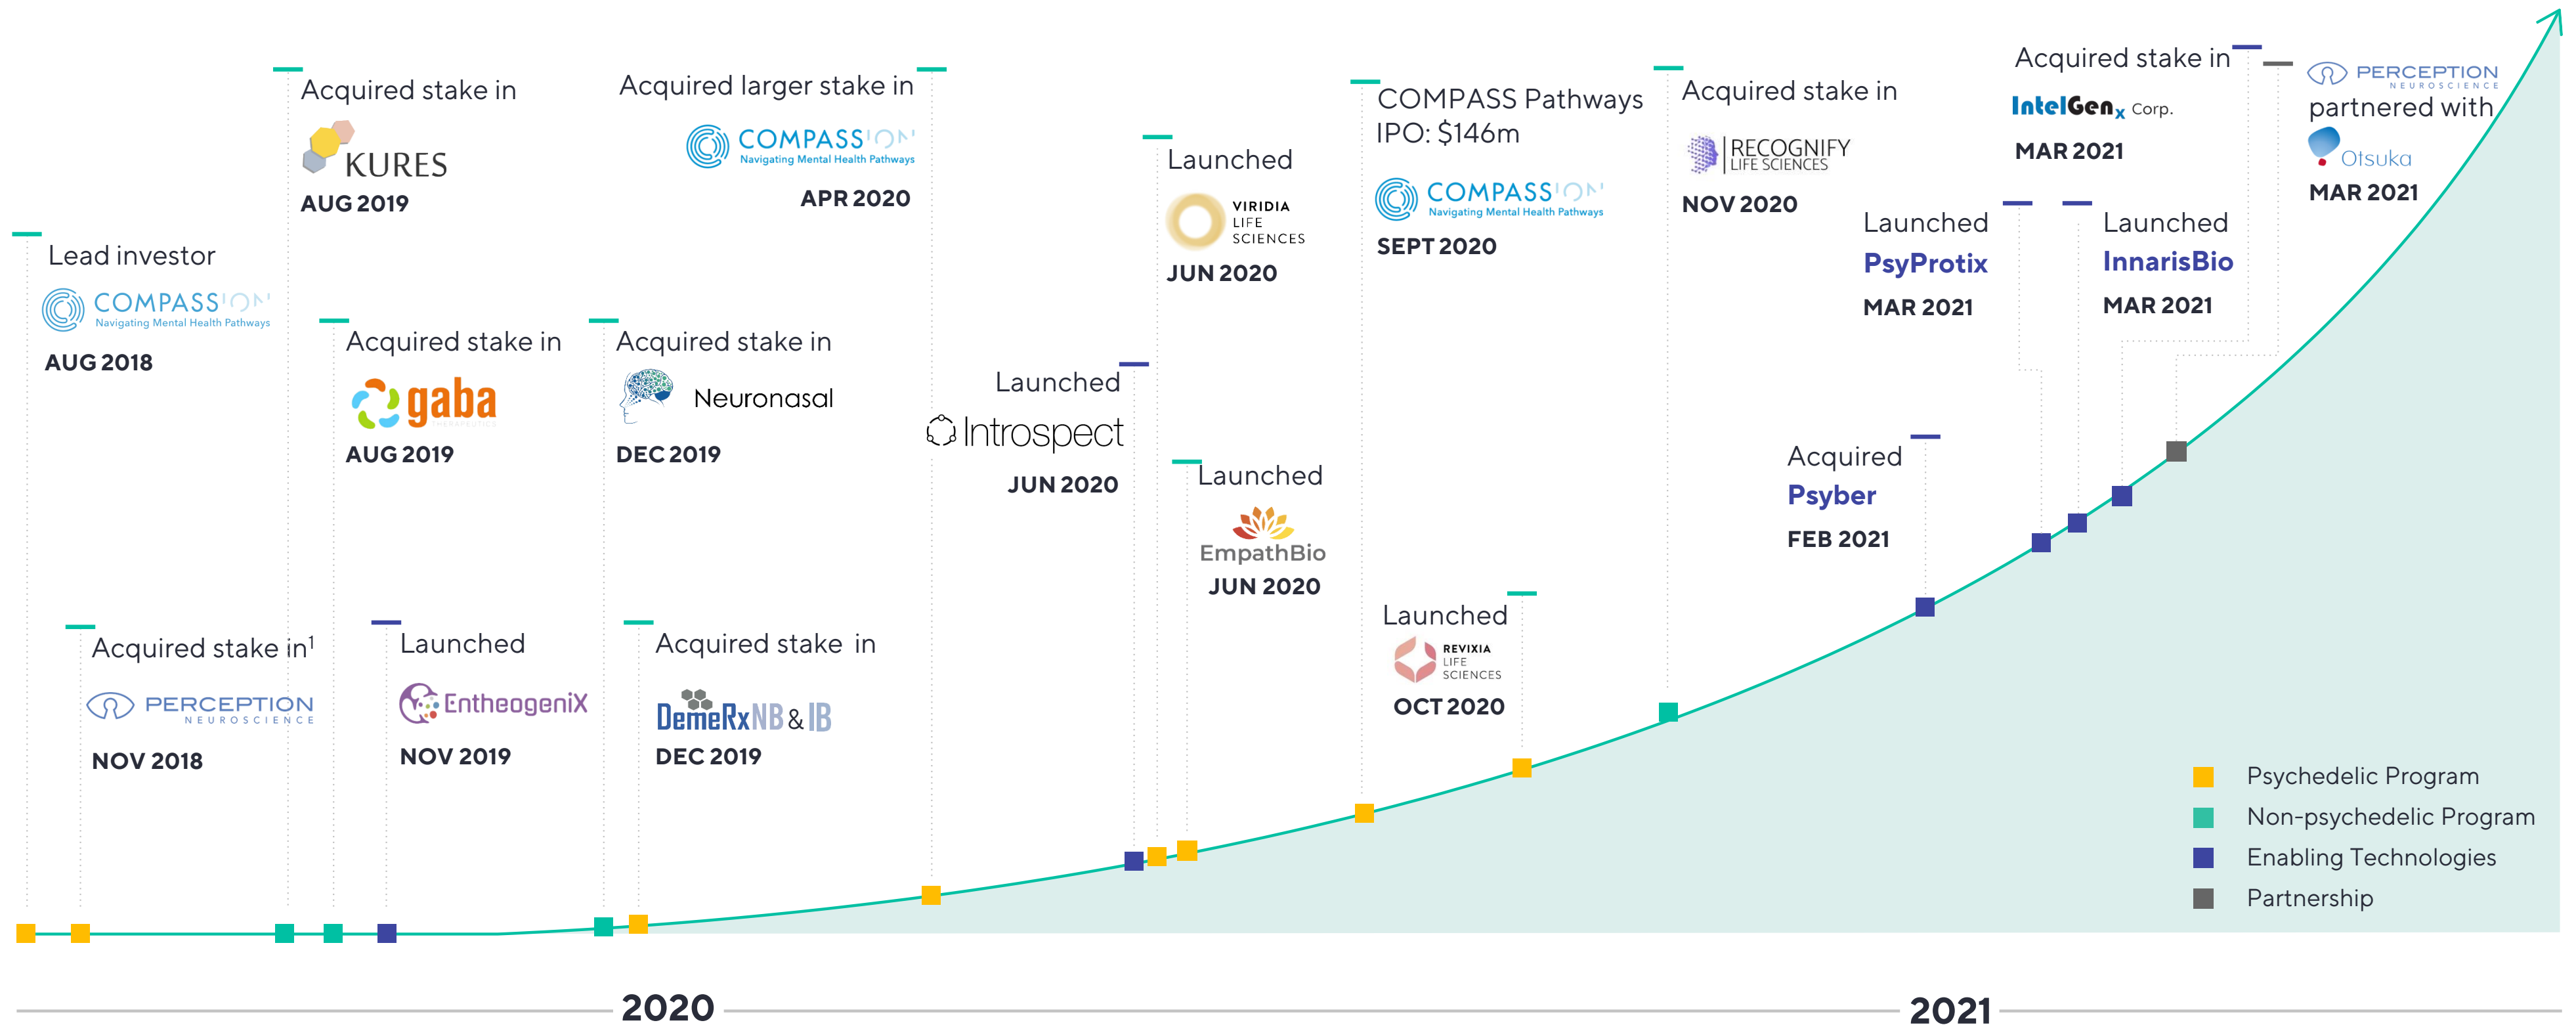 Lead investor
COMPASS
Navigating Mental Health Pathways
AUG 2018
Acquired stake in¹
PERCEPTION
NEUROSCIENCE
NOV 2018
Acquired stake in
KURES
AUG 2019
Acquired stake in
gaba
THERAPEUTICS
AUG 2019
Launched
EntheogeniX
NOV 2019
Acquired stake in
Neuronasal
DEC 2019
Acquired stake in
DemeRx NB & IB
DEC 2019
Acquired larger stake in
COMPASS
Navigating Mental Health Pathways
APR 2020
Launched
Introspect
JUN 2020
Launched
VIRIDIA
LIFE
SCIENCES
JUN 2020
Launched
EmpathBio
JUN 2020
COMPASS Pathways
IPO: $146m
COMPASS
Navigating Mental Health Pathways
SEPT 2020
Launched
REVIXIA
LIFE
SCIENCES
OCT 2020
Acquired stake in
RECOGNIFY
LIFE SCIENCES
NOV 2020
Acquired
Psyber
FEB 2021
Launched
PsyProtix
MAR 2021
Launched
InnarisBio
MAR 2021
Acquired stake in
IntelGenx Corp.
MAR 2021
PERCEPTION
NEUROSCIENCE
partnered with
Otsuka
MAR 2021
Psychedelic Program
Non-psychedelic Program
Enabling Technologies
Partnership
2020
2021